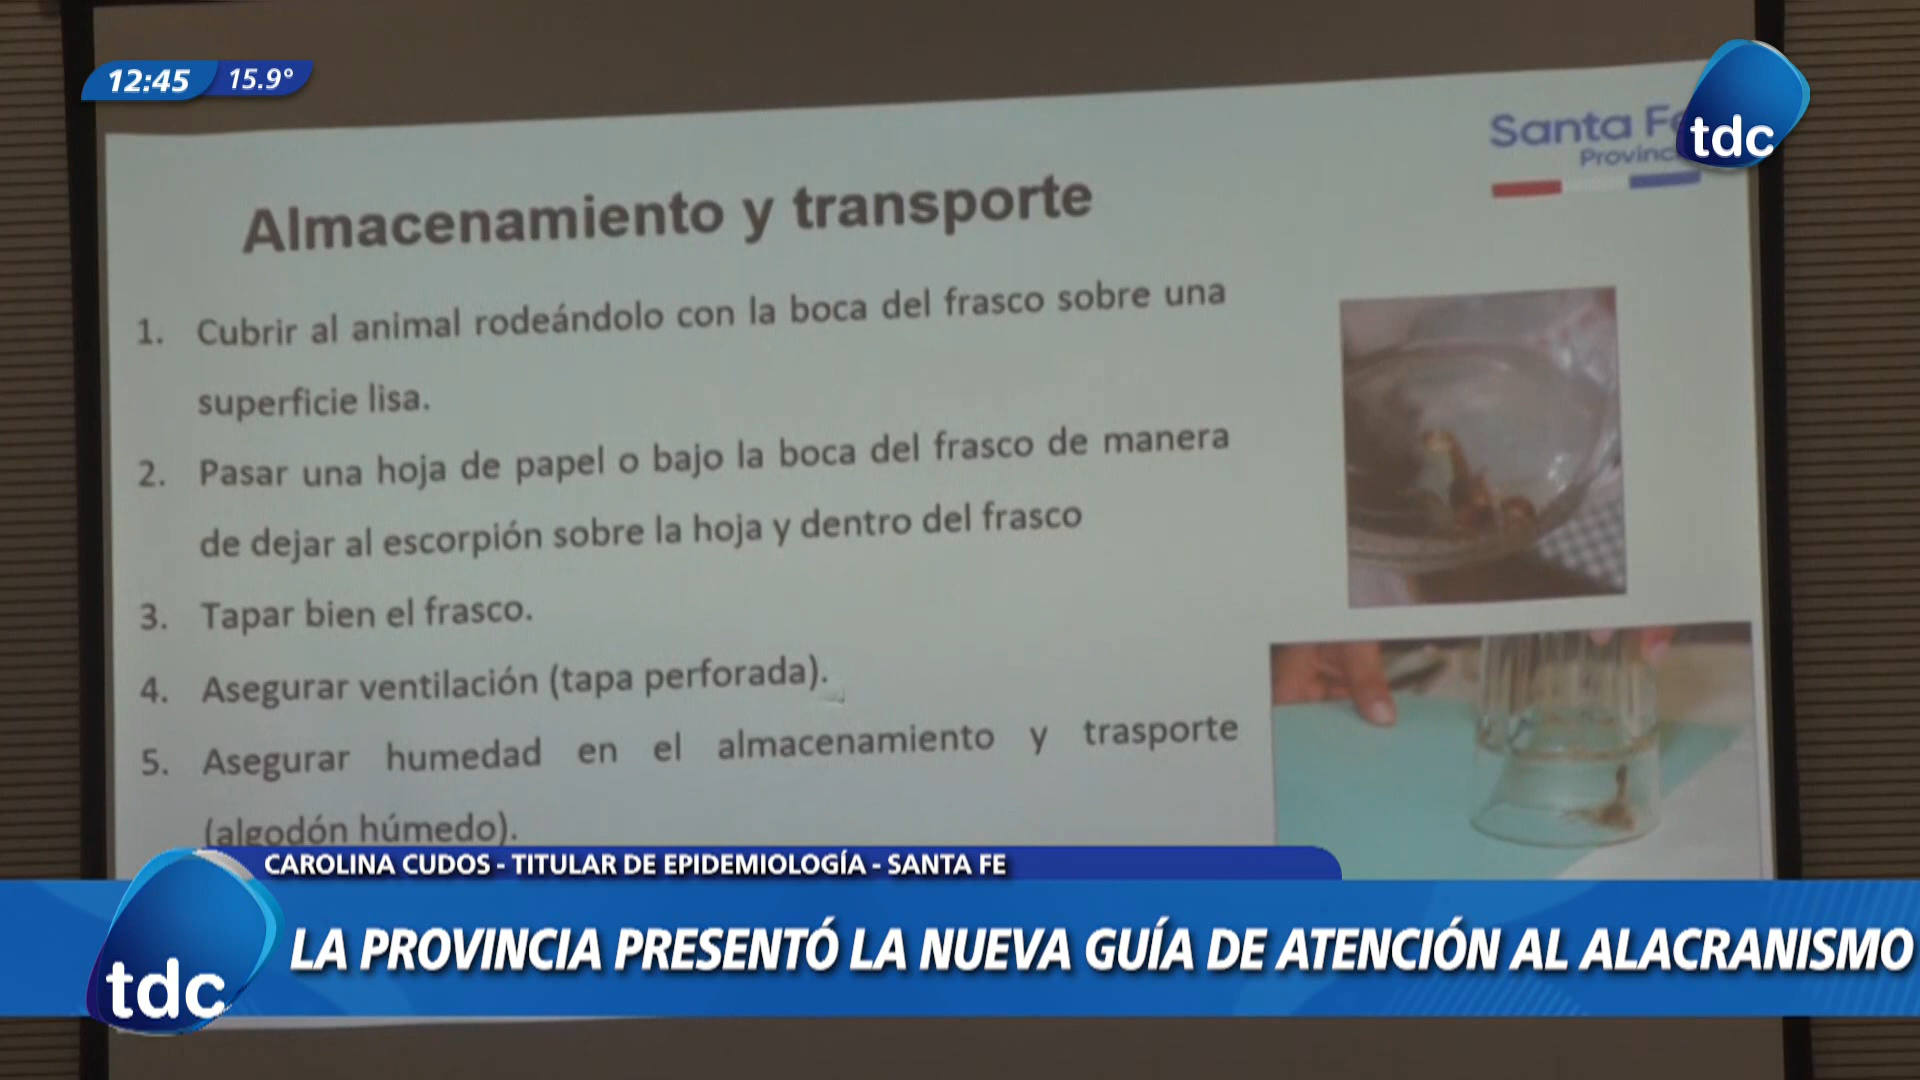 12:45 15.9°
tdc
Santa Fe
Almacenamiento y transporte
1. Cubrir al animal rodeándolo con la boca del frasco sobre una
superficie lisa.
2. Pasar una hoja de papel o bajo la boca del frasco de manera
de dejar al escorpión sobre la hoja y dentro del frasco
3. Tapar bien el frasco.
4. Asegurar ventilación (tapa perforada).
5. Asegurar humedad en el almacenamiento y trasporte
(algodón húmedo).
CAROLINA CUDOS - TITULAR DE EPIDEMIOLOGÍA - SANTA FE
LA PROVINCIA PRESENTÓ LA NUEVA GUÍA DE ATENCIÓN AL ALACRANISMO
tdc